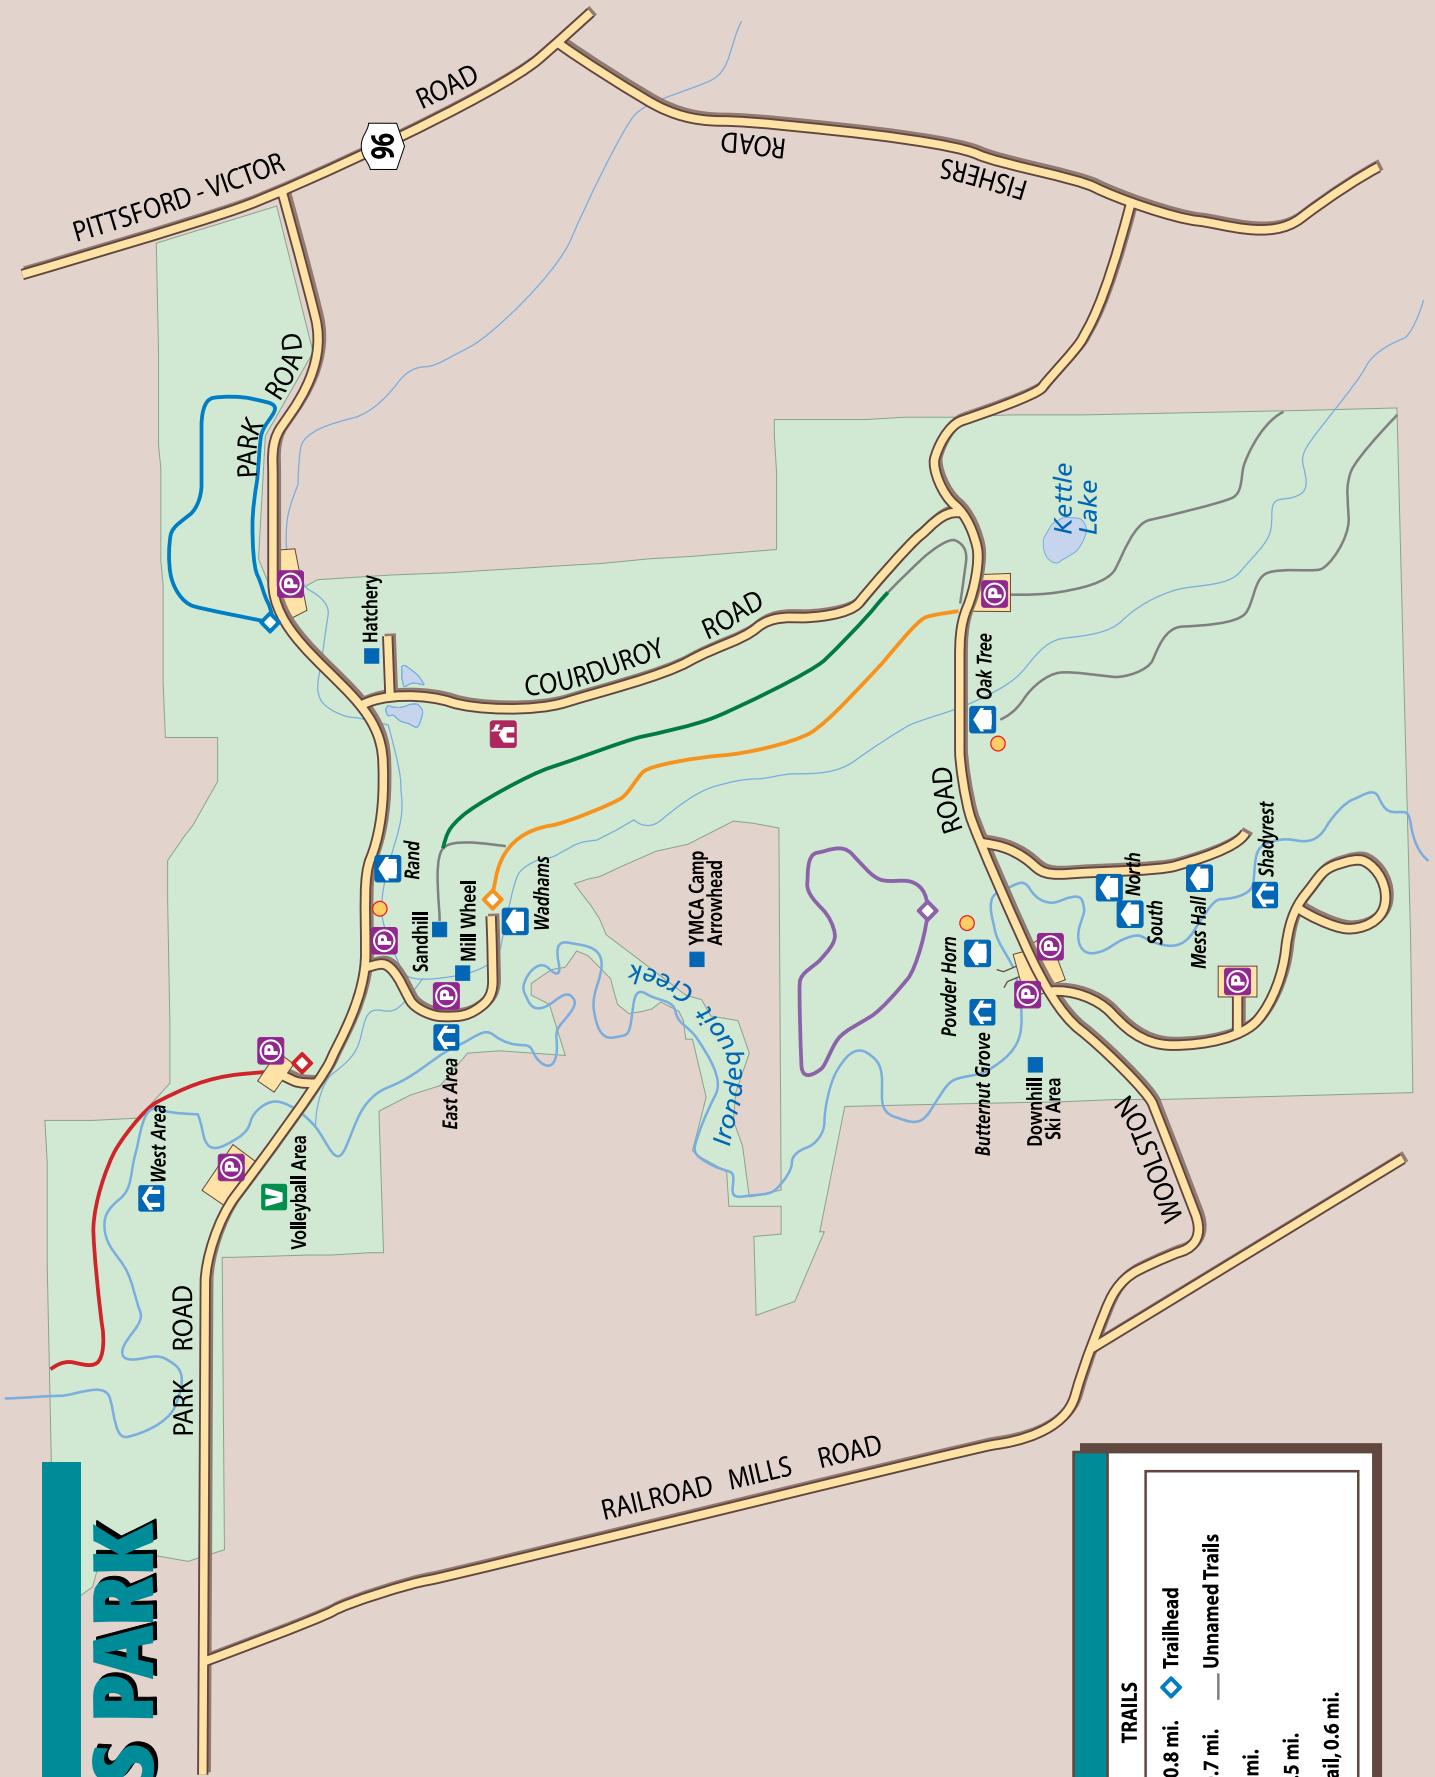 PITTSFORD - VICTOR ROAD
96
FISHERS ROAD
PARK ROAD
Hatchery
COURDUROY ROAD
Kettle
Lake
Oak Tree
Rand
Sandhill
Mill Wheel
Wadhams
YMCA Camp
Arrowhead
East Area
Irondequoit Creek
West Area
Volleyball Area
PARK ROAD
WOOLSTON ROAD
Powder Horn
Butternut Grove
Downhill
Ski Area
North
South
Mess Hall
Shadyrest
RAILROAD MILLS ROAD
P
P
P
P
P
P
P
P
P
V
S PARK
TRAILS
Trailhead
Unnamed Trails
0.8 mi.
.7 mi.
mi.
5 mi.
ail, 0.6 mi.